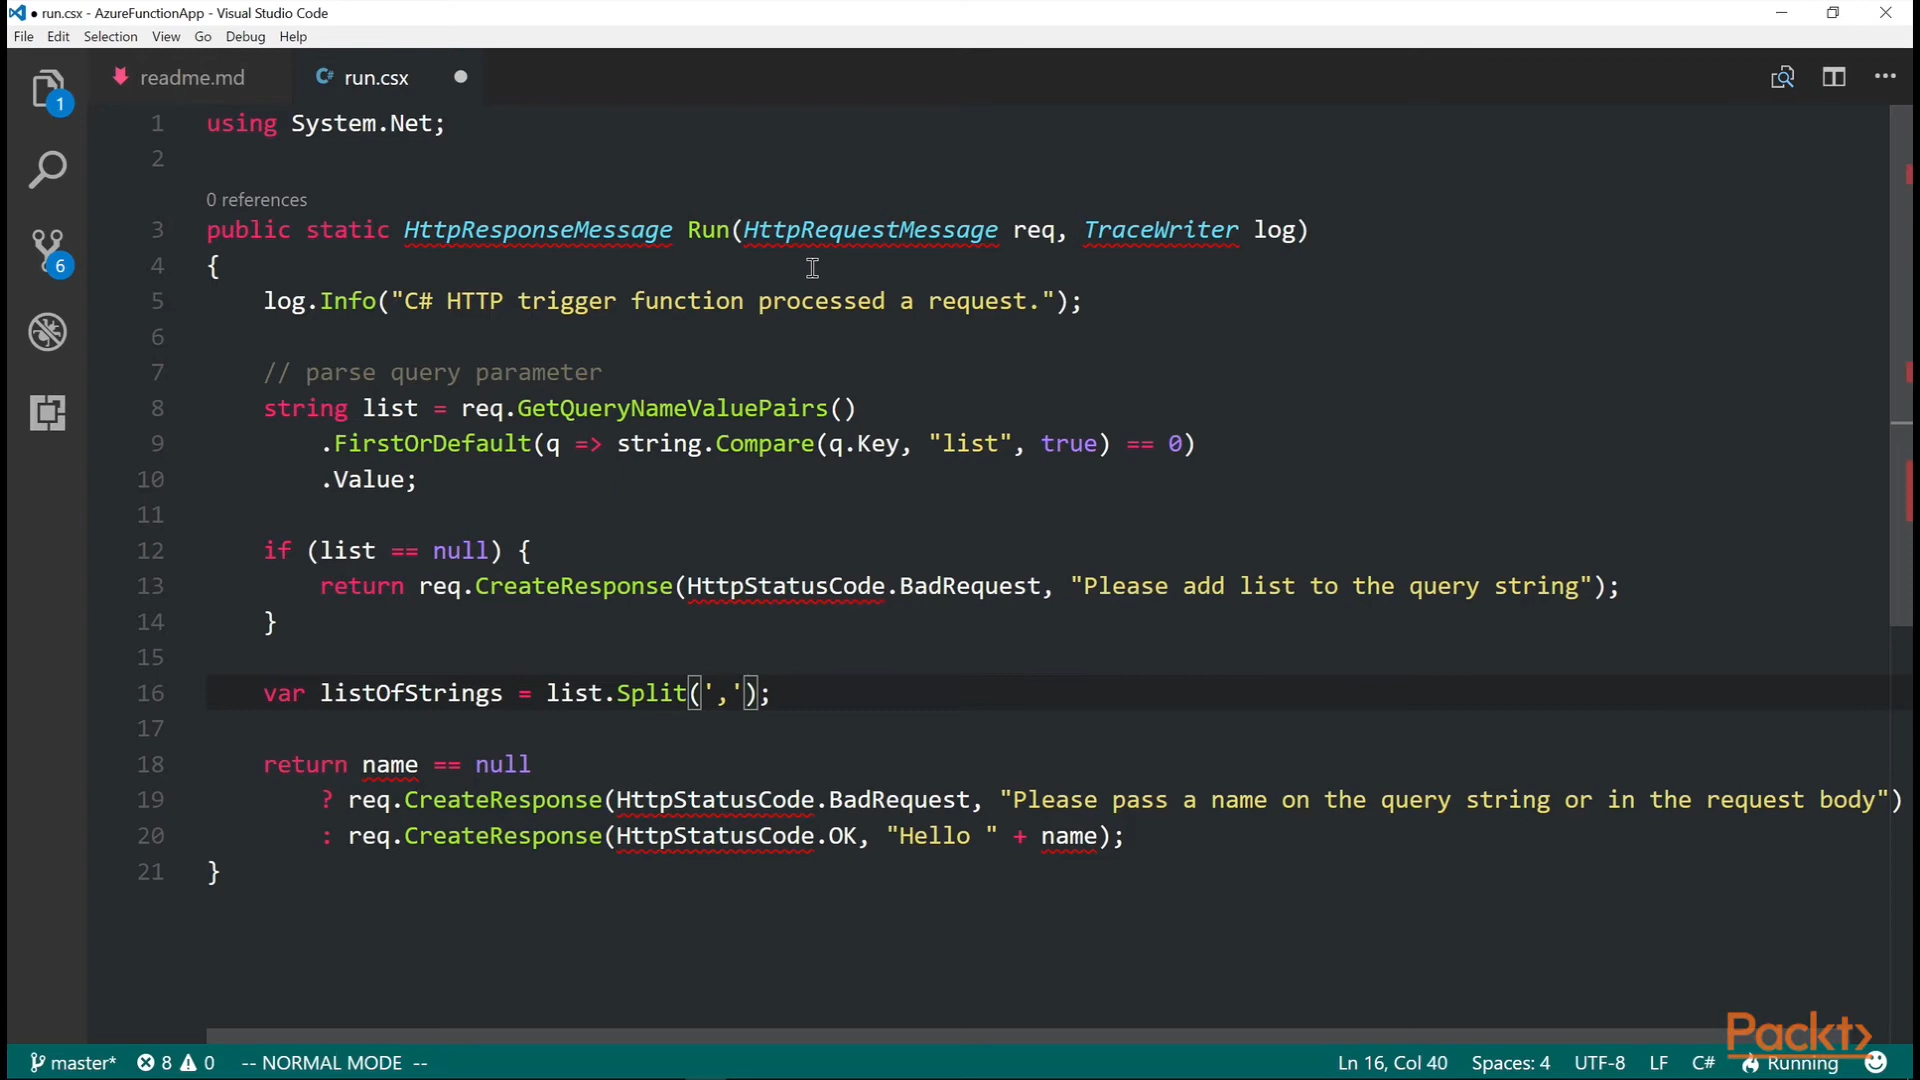 ● run.csx - AzureFunctionApp - Visual Studio Code
File Edit Selection View Go Debug Help
1
6
readme.md
C# run.csx
1 using System.Net;
2
0 references
3 public static HttpResponseMessage Run(HttpRequestMessage req, TraceWriter log)
4 {
5 log.Info("C# HTTP trigger function processed a request.");
6
7 // parse query parameter
8 string list = req.GetQueryNameValuePairs()
9 .FirstOrDefault(q => string.Compare(q.Key, "list", true) == 0)
10 .Value;
11
12 if (list == null) {
13 return req.CreateResponse(HttpStatusCode.BadRequest, "Please add list to the query string");
14 }
15
16 var listOfStrings = list.Split(',');
17
18 return name == null
19 ? req.CreateResponse(HttpStatusCode.BadRequest, "Please pass a name on the query string or in the request body")
20 : req.CreateResponse(HttpStatusCode.OK, "Hello " + name);
21 }
Packt>
master* 8 0 -- NORMAL MODE -- Ln 16, Col 40 Spaces: 4 UTF-8 LF C# Running